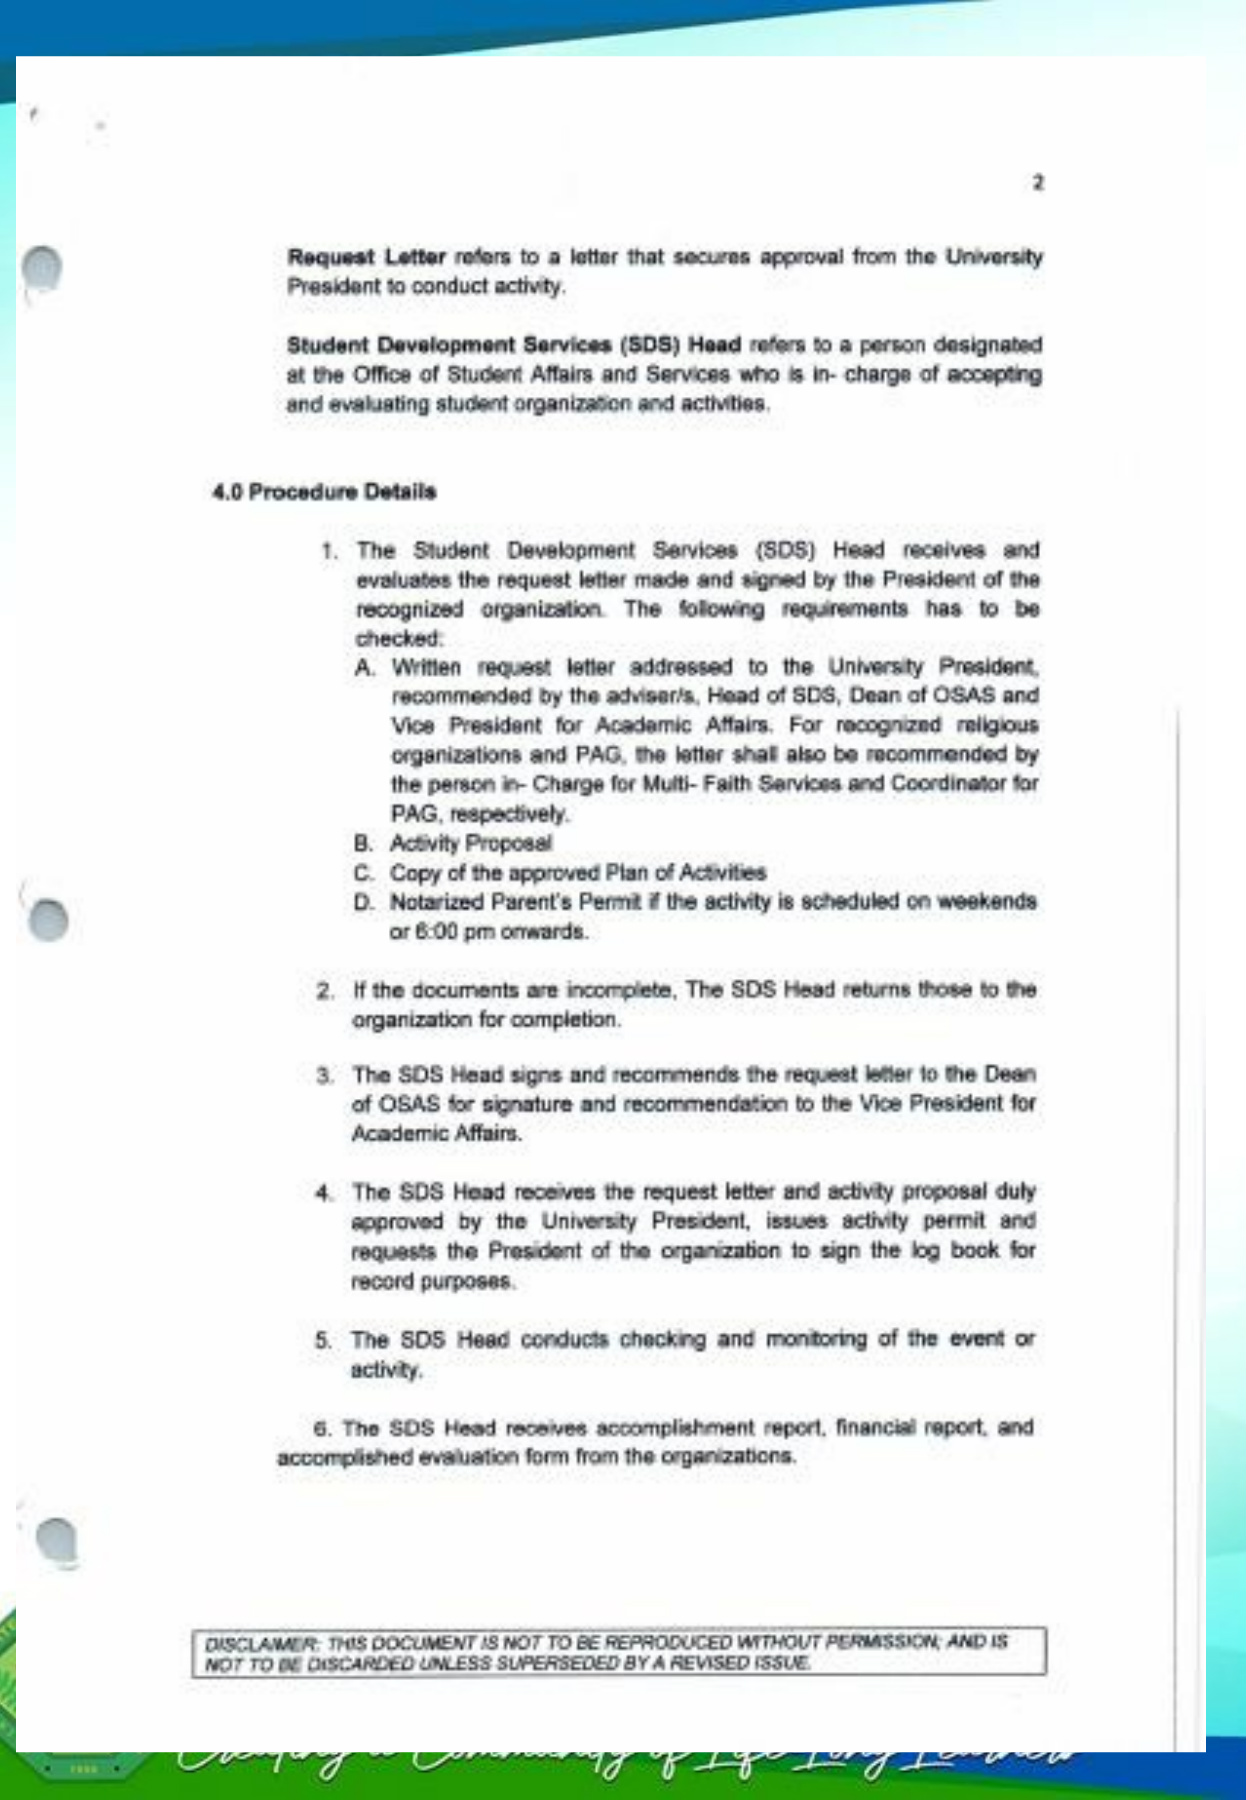 2
Request Letter refers to a letter that secures approval from the University
President to conduct activity.
Student Development Services (SDS) Head refers to a person designated
at the Office of Student Affairs and Services who is in- charge of accepting
and evaluating student organization and activities.
4.0 Procedure Details
1. The Student Development Services (SDS) Head receives and
evaluates the request letter made and signed by the President of the
recognized organization. The following requirements has to be
checked:
A. Written request letter addressed to the University President,
recommended by the adviser/s, Head of SDS, Dean of OSAS and
Vice President for Academic Affairs. For recognized religious
organizations and PAG, the letter shall also be recommended by
the person in- Charge for Multi- Faith Services and Coordinator for
PAG, respectively.
B. Activity Proposal
C. Copy of the approved Plan of Activities
D. Notarized Parent's Permit if the activity is scheduled on weekends
or 6:00 pm onwards.
2. If the documents are incomplete, The SDS Head returns those to the
organization for completion.
3. The SDS Head signs and recommends the request letter to the Dean
of OSAS for signature and recommendation to the Vice President for
Academic Affairs.
4. The SDS Head receives the request letter and activity proposal duly
approved by the University President, issues activity permit and
requests the President of the organization to sign the log book for
record purposes.
5. The SDS Head conducts checking and monitoring of the event or
activity.
6. The SDS Head receives accomplishment report, financial report, and
accomplished evaluation form from the organizations.
DISCLAIMER: THIS DOCUMENT IS NOT TO BE REPRODUCED WITHOUT PERMISSION; AND IS
NOT TO BE DISCARDED UNLESS SUPERSEDED BY A REVISED ISSUE.
Creating a Community of Life Long Learners